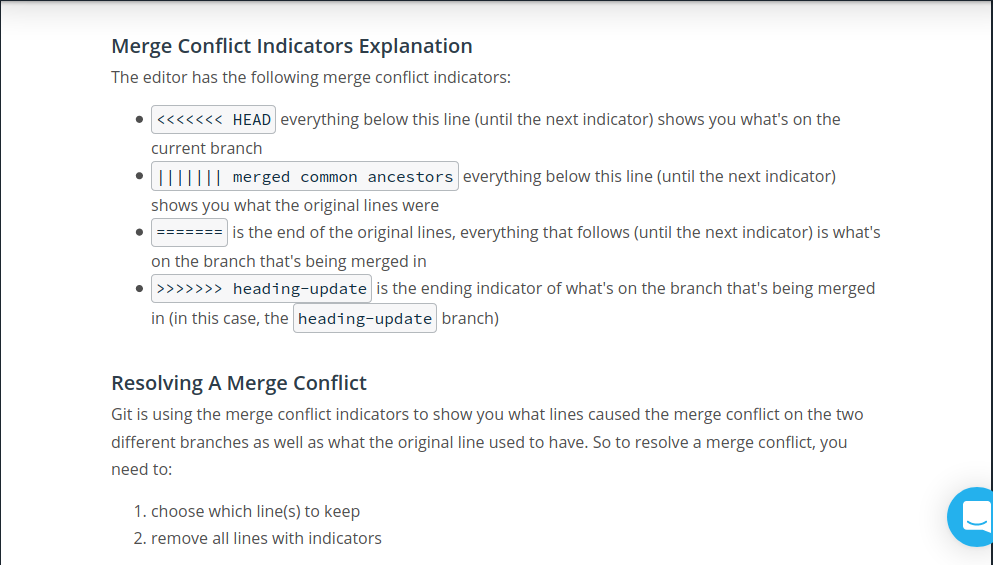 Merge Conflict Indicators Explanation
The editor has the following merge conflict indicators:
• <<<<<<< HEAD everything below this line (until the next indicator) shows you what's on the
current branch
• ||||||| merged common ancestors everything below this line (until the next indicator)
shows you what the original lines were
• ======= is the end of the original lines, everything that follows (until the next indicator) is what's
on the branch that's being merged in
• >>>>>>> heading-update is the ending indicator of what's on the branch that's being merged
in (in this case, the heading-update branch)
Resolving A Merge Conflict
Git is using the merge conflict indicators to show you what lines caused the merge conflict on the two
different branches as well as what the original line used to have. So to resolve a merge conflict, you
need to:
1. choose which line(s) to keep
2. remove all lines with indicators